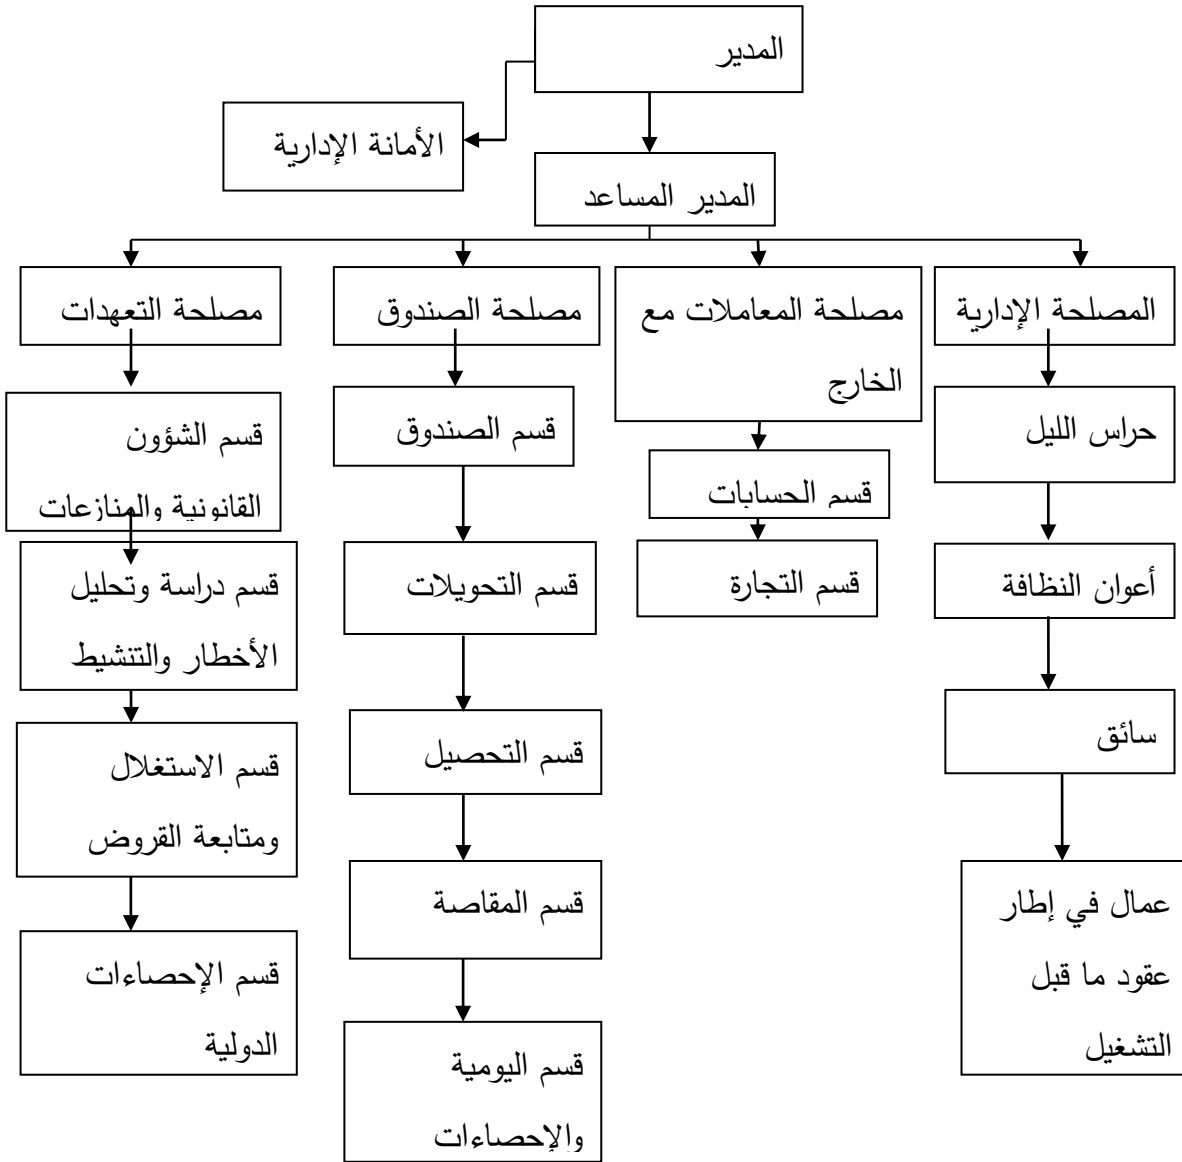 المدير
الأمانة الإدارية
المدير المساعد
المصلحة الإدارية
مصلحة المعاملات مع
الخارج
مصلحة الصندوق
مصلحة التعهدات
حراس الليل
أعوان النظافة
سائق
عمال في إطار
عقود ما قبل
التشغيل
قسم الحسابات
قسم التجارة
قسم الصندوق
قسم التحويلات
قسم التحصيل
قسم المقاصة
قسم اليومية
والإحصاءات
قسم الشؤون
القانونية والمنازعات
قسم دراسة وتحليل
الأخطار والتنشيط
قسم الاستغلال
ومتابعة القروض
قسم الإحصاءات
الدولية